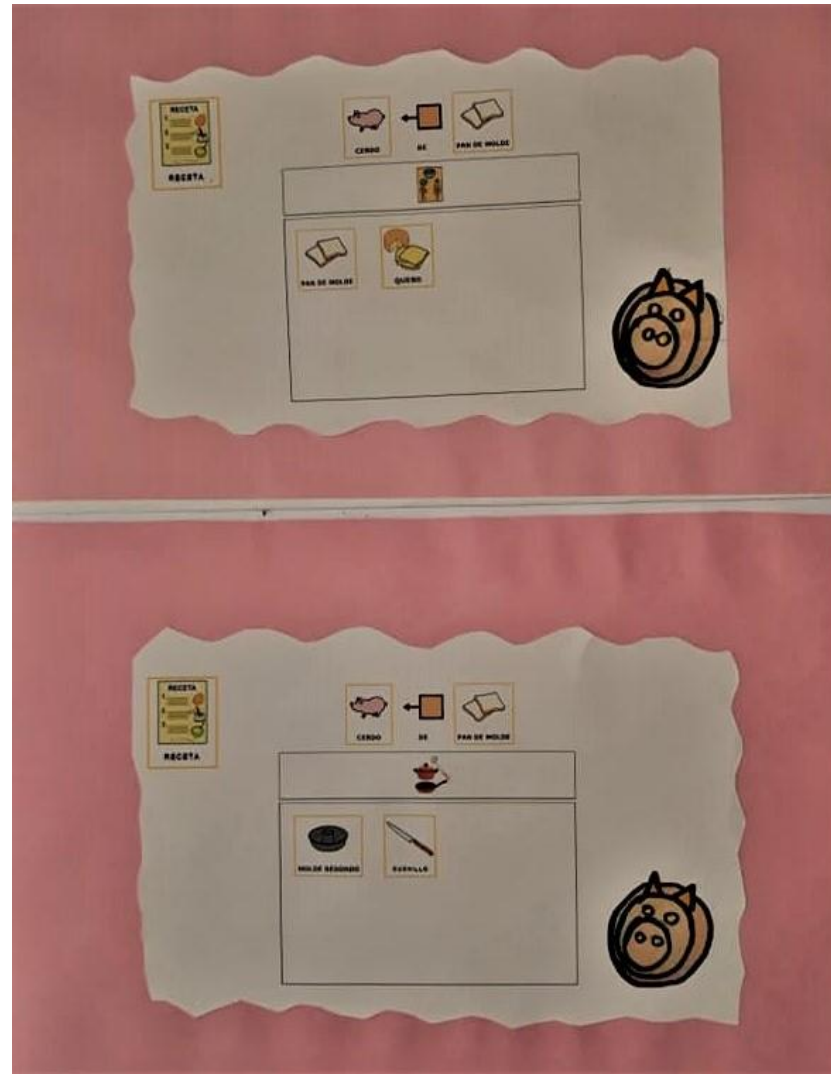 RECETA
RECETA
CERDO DE PAN DE MOLDE
PAN DE MOLDE QUESO
RECETA
RECETA
CERDO DE PAN DE MOLDE
MOLDE REDONDO CUCHILLO